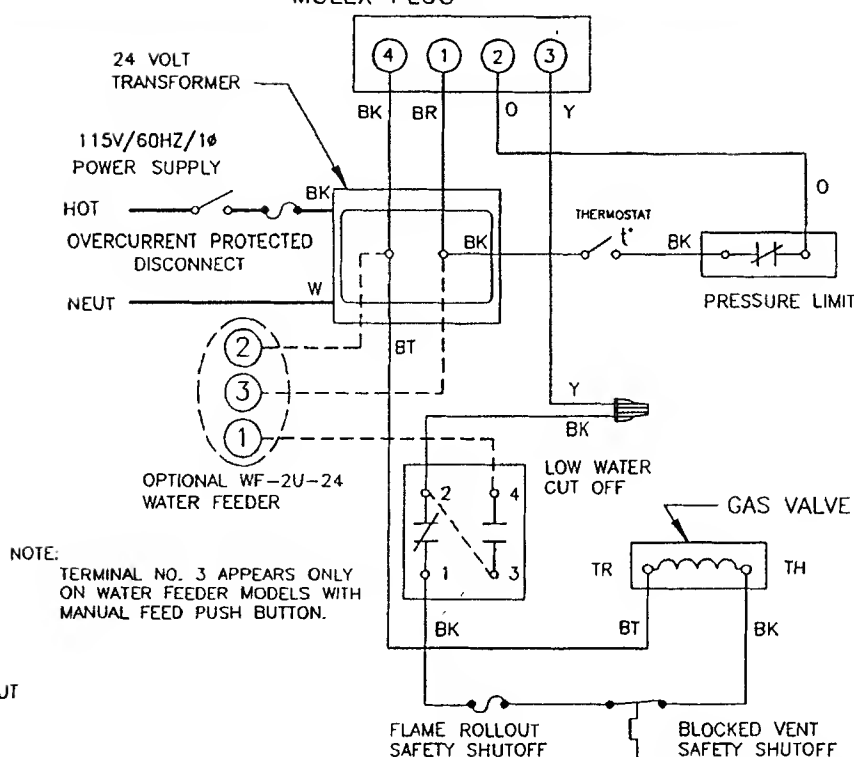 4 1 2 3
24 VOLT
TRANSFORMER
BK BR O Y
115V/60HZ/1ø
POWER SUPPLY
BK
HOT
O
THERMOSTAT
t°
OVERCURRENT PROTECTED
DISCONNECT
BK
BK
PRESSURE LIMIT
W
NEUT
2
BT
3
Y
BK
1
LOW WATER
CUT OFF
OPTIONAL WF-2U-24
WATER FEEDER
2 4
GAS VALVE
NOTE:
TERMINAL NO. 3 APPEARS ONLY
ON WATER FEEDER MODELS WITH
MANUAL FEED PUSH BUTTON.
1 3
TR TH
BK
BT BK
UT
FLAME ROLLOUT
SAFETY SHUTOFF
BLOCKED VENT
SAFETY SHUTOFF